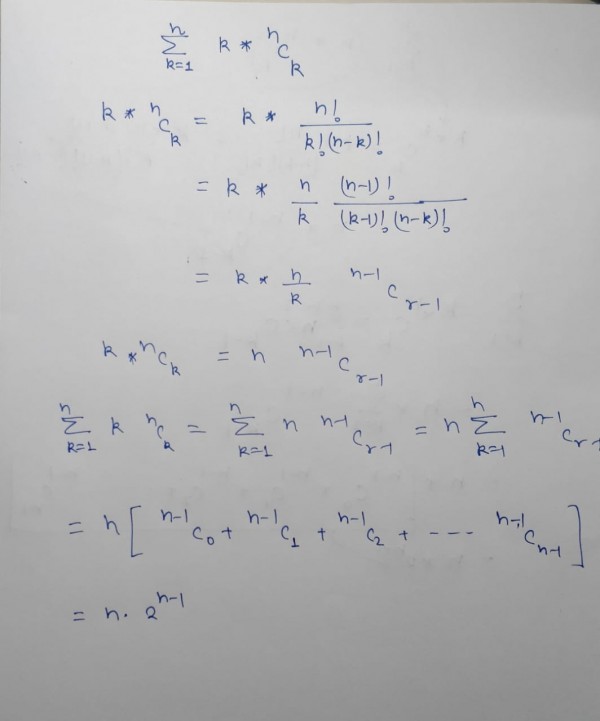 $\sum_{k=1}^{n} k * {}^{n}C_{k}$
$k * {}^{n}C_{k} = k * \frac{n!}{k!(n-k)!}$
$= k * \frac{n}{k} \frac{(n-1)!}{(k-1)!(n-k)!}$
$= k * \frac{n}{k} \; {}^{n-1}C_{r-1}$
$k * {}^{n}C_{k} = n \; {}^{n-1}C_{r-1}$
$\sum_{k=1}^{n} k \; {}^{n}C_{k} = \sum_{k=1}^{n} n \; {}^{n-1}C_{r-1} = n \sum_{k=1}^{n} {}^{n-1}C_{r-1}$
$= n \left[ {}^{n-1}C_{0} + {}^{n-1}C_{1} + {}^{n-1}C_{2} + ---- {}^{n-1}C_{n-1} \right]$
$= n \cdot 2^{n-1}$